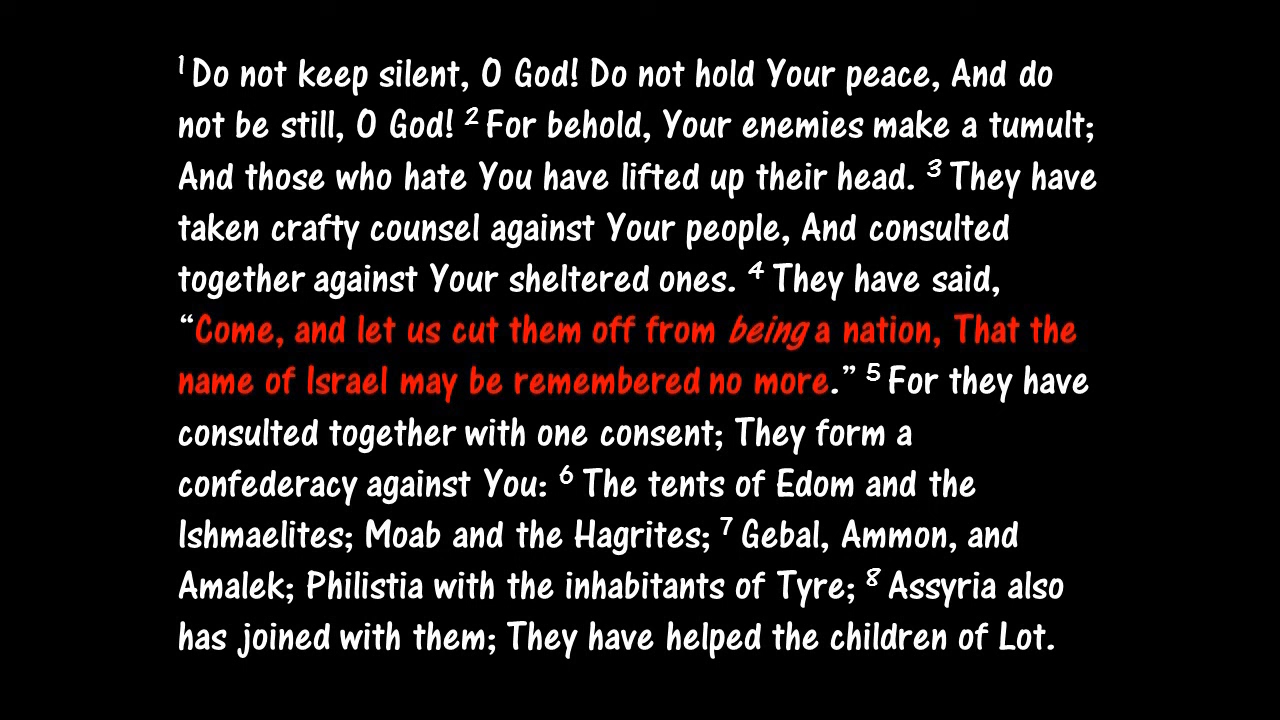 ¹ Do not keep silent, O God! Do not hold Your peace, And do
not be still, O God! ² For behold, Your enemies make a tumult;
And those who hate You have lifted up their head. ³ They have
taken crafty counsel against Your people, And consulted
together against Your sheltered ones. ⁴ They have said,
“Come, and let us cut them off from being a nation, That the
name of Israel may be remembered no more.” ⁵ For they have
consulted together with one consent; They form a
confederacy against You: ⁶ The tents of Edom and the
Ishmaelites; Moab and the Hagrites; ⁷ Gebal, Ammon, and
Amalek; Philistia with the inhabitants of Tyre; ⁸ Assyria also
has joined with them; They have helped the children of Lot.